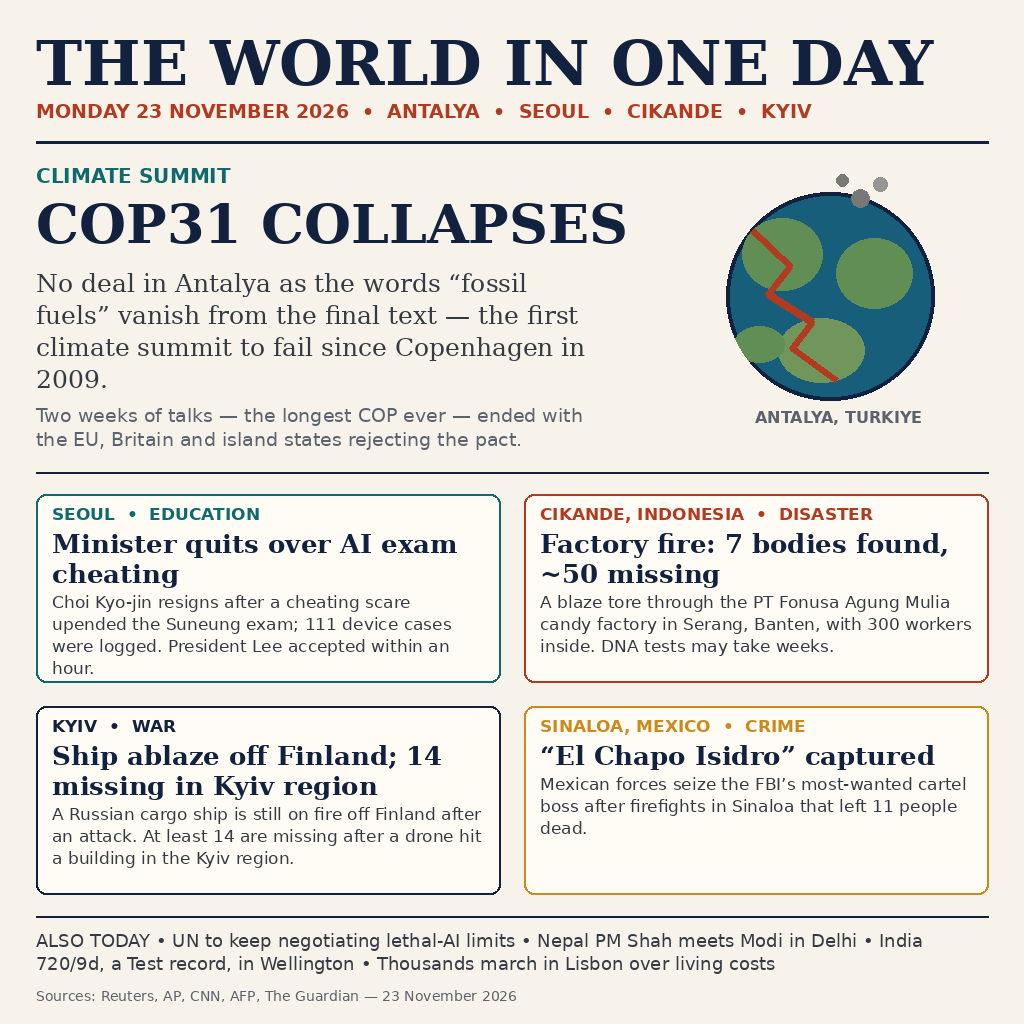 THE WORLD IN ONE DAY
MONDAY 23 NOVEMBER 2026 • ANTALYA • SEOUL • CIKANDE • KYIV
CLIMATE SUMMIT
COP31 COLLAPSES
No deal in Antalya as the words “fossil
fuels” vanish from the final text — the first
climate summit to fail since Copenhagen in
2009.
Two weeks of talks — the longest COP ever — ended with
the EU, Britain and island states rejecting the pact.
ANTALYA, TURKIYE
SEOUL • EDUCATION
Minister quits over AI exam
cheating
Choi Kyo-jin resigns after a cheating scare
upended the Suneung exam; 111 device cases
were logged. President Lee accepted within an
hour.
CIKANDE, INDONESIA • DISASTER
Factory fire: 7 bodies found,
~50 missing
A blaze tore through the PT Fonusa Agung Mulia
candy factory in Serang, Banten, with 300 workers
inside. DNA tests may take weeks.
KYIV • WAR
Ship ablaze off Finland; 14
missing in Kyiv region
A Russian cargo ship is still on fire off Finland after
an attack. At least 14 are missing after a drone hit
a building in the Kyiv region.
SINALOA, MEXICO • CRIME
“El Chapo Isidro” captured
Mexican forces seize the FBI’s most-wanted cartel
boss after firefights in Sinaloa that left 11 people
dead.
ALSO TODAY • UN to keep negotiating lethal-AI limits • Nepal PM Shah meets Modi in Delhi • India
720/9d, a Test record, in Wellington • Thousands march in Lisbon over living costs
Sources: Reuters, AP, CNN, AFP, The Guardian — 23 November 2026